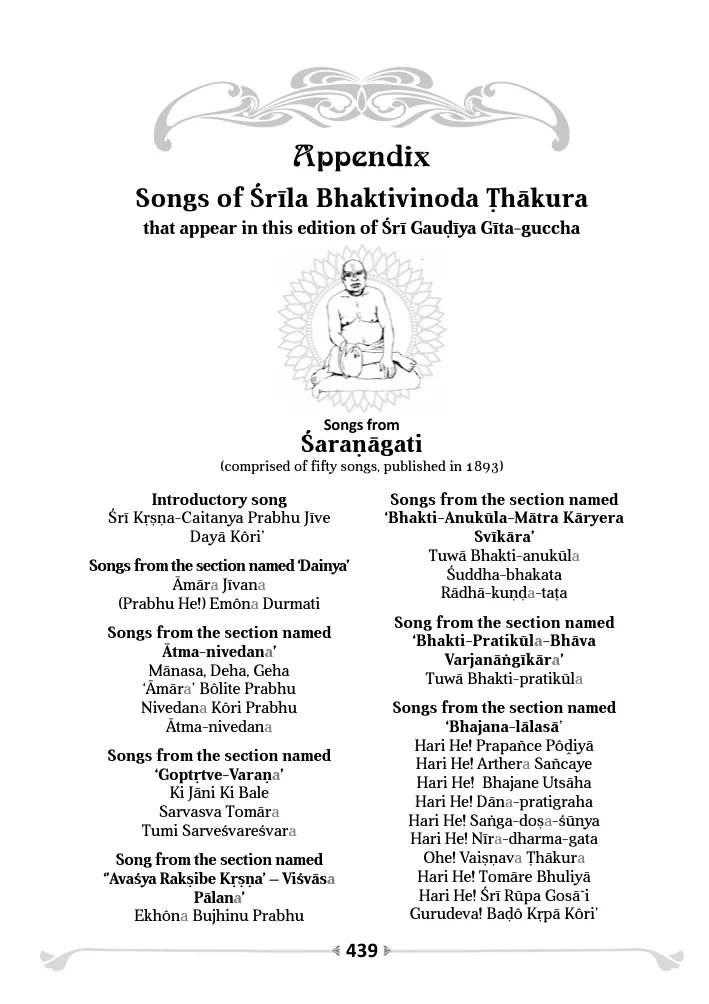 Appendix
Songs of Śrīla Bhaktivinoda Ṭhākura
that appear in this edition of Śrī Gauḍīya Gīta-guccha
Songs from
Śaraṇāgati
(comprised of fifty songs, published in 1893)
Introductory song
Śrī Kṛṣṇa-Caitanya Prabhu Jīve
Dayā Kôri’
Songs from the section named ‘Dainya’
Āmāra Jīvana
(Prabhu He!) Emôna Durmati
Songs from the section named
Ātma-nivedana’
Mānasa, Deha, Geha
‘Āmāra’ Bôlite Prabhu
Nivedana Kôri Prabhu
Ātma-nivedana
Songs from the section named
‘Goptṛtve-Varaṇa’
Ki Jāni Ki Bale
Sarvasva Tomāra
Tumi Sarveśvareśvara
Song from the section named
‘'Avaśya Rakṣibe Kṛṣṇa’ – Viśvāsa
Pālana’
Ekhôna Bujhinu Prabhu
Songs from the section named
‘Bhakti-Anukūla-Mātra Kāryera
Svīkāra’
Tuwā Bhakti-anukūla
Śuddha-bhakata
Rādhā-kuṇḍa-taṭa
Song from the section named
‘Bhakti-Pratikūla-Bhāva
Varjanāṅgīkāra’
Tuwā Bhakti-pratikūla
Songs from the section named
‘Bhajana-lālasā’
Hari He! Prapañce Pôḍiyā
Hari He! Arthera Sañcaye
Hari He! Bhajane Utsāha
Hari He! Dāna-pratigraha
Hari He! Saṅga-doṣa-śūnya
Hari He! Nīra-dharma-gata
Ohe! Vaiṣṇava Ṭhākura
Hari He! Tomāre Bhuliyā
Hari He! Śrī Rūpa Gosā`i
Gurudeva! Baḍô Kṛpā Kôri’
439